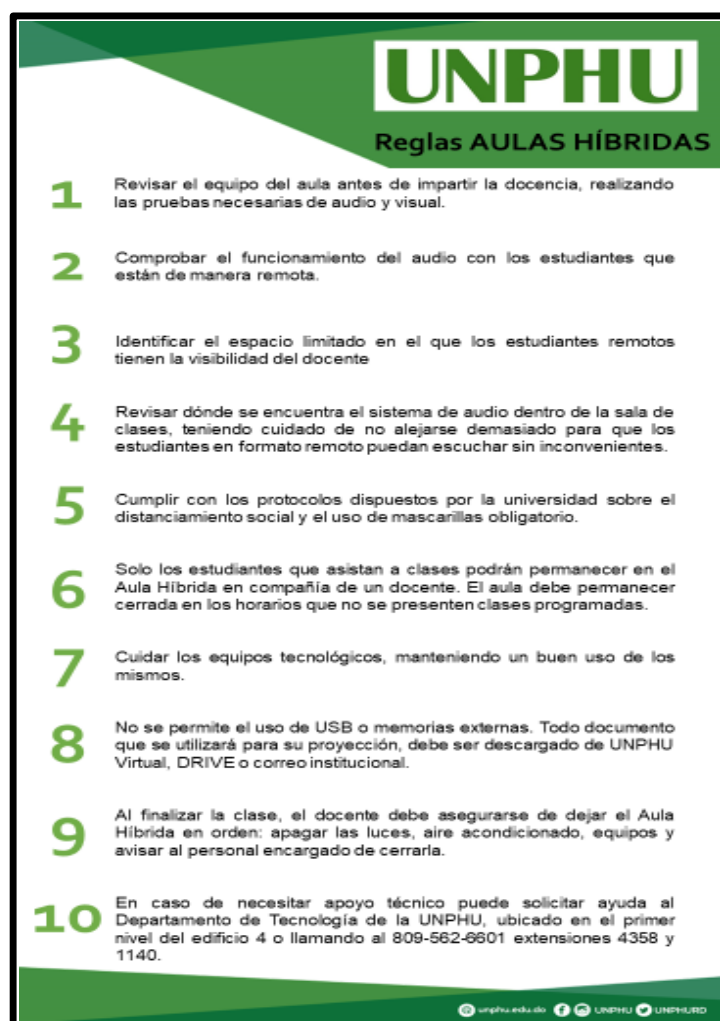 UNPHU
Reglas AULAS HÍBRIDAS
1
Revisar el equipo del aula antes de impartir la docencia, realizando
las pruebas necesarias de audio y visual.
2
Comprobar el funcionamiento del audio con los estudiantes que
están de manera remota.
3
Identificar el espacio limitado en el que los estudiantes remotos
tienen la visibilidad del docente
4
Revisar dónde se encuentra el sistema de audio dentro de la sala de
clases, teniendo cuidado de no alejarse demasiado para que los
estudiantes en formato remoto puedan escuchar sin inconvenientes.
5
Cumplir con los protocolos dispuestos por la universidad sobre el
distanciamiento social y el uso de mascarillas obligatorio.
6
Solo los estudiantes que asistan a clases podrán permanecer en el
Aula Híbrida en compañía de un docente. El aula debe permanecer
cerrada en los horarios que no se presenten clases programadas.
7
Cuidar los equipos tecnológicos, manteniendo un buen uso de los
mismos.
8
No se permite el uso de USB o memorias externas. Todo documento
que se utilizará para su proyección, debe ser descargado de UNPHU
Virtual, DRIVE o correo institucional.
9
Al finalizar la clase, el docente debe asegurarse de dejar el Aula
Híbrida en orden: apagar las luces, aire acondicionado, equipos y
avisar al personal encargado de cerrarla.
10
En caso de necesitar apoyo técnico puede solicitar ayuda al
Departamento de Tecnología de la UNPHU, ubicado en el primer
nivel del edificio 4 o llamando al 809-562-6601 extensiones 4358 y
1140.
unphu.edu.do UNPHU UNPHURD